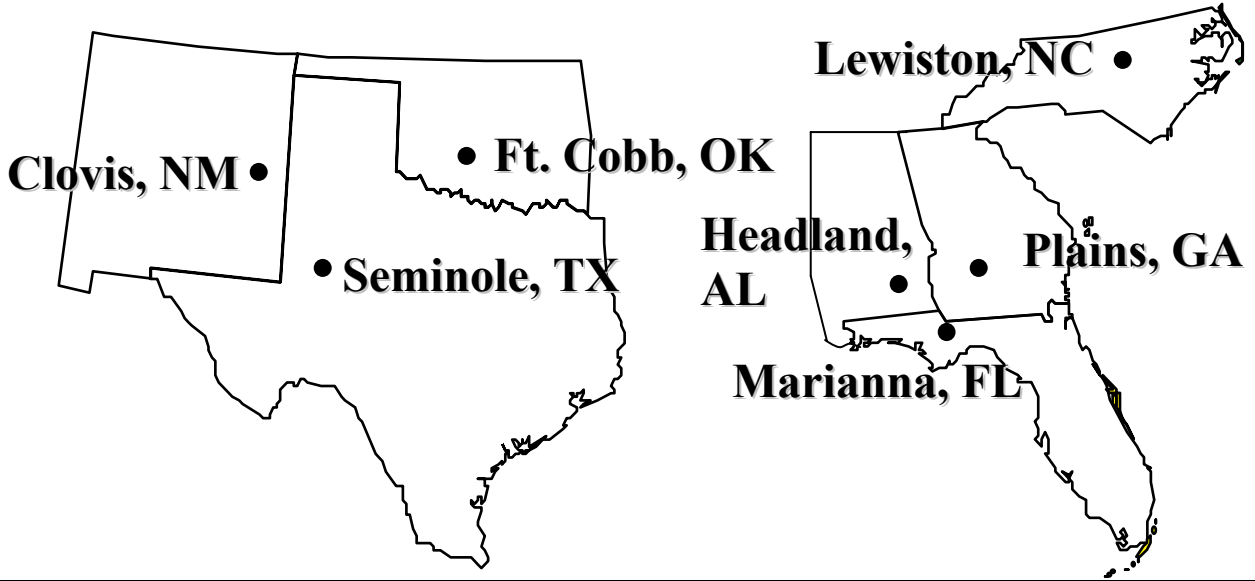 Clovis, NM
Ft. Cobb, OK
Seminole, TX
Lewiston, NC
Headland,
AL
Plains, GA
Marianna, FL